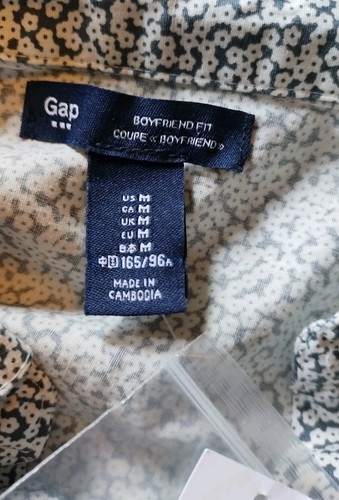 Gap
BOYFRIEND FIT
COUPE « BOYFRIEND »
US M
CA M
UK M
EU M
日本 M
中国 165/96A
MADE IN
CAMBODIA